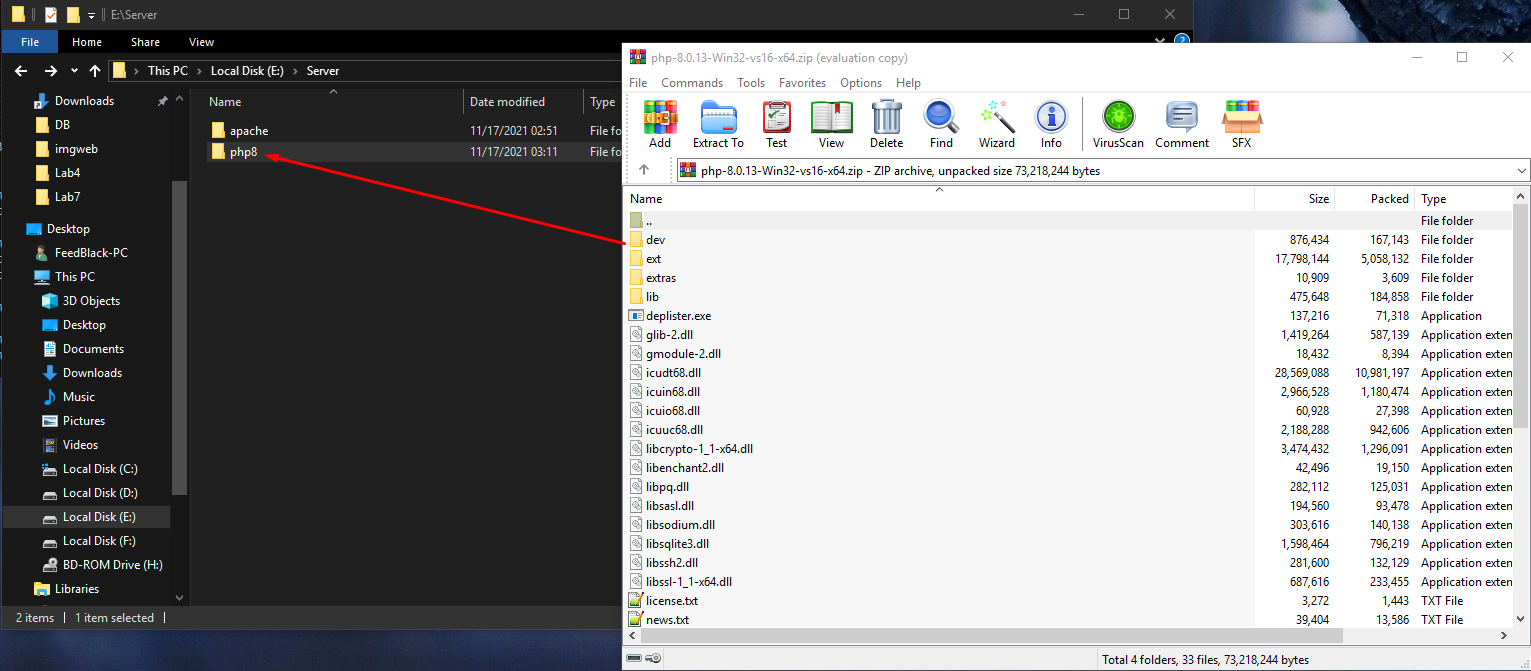 E:\Server
File Home Share View
This PC Local Disk (E:) Server
Name Date modified Type
apache 11/17/2021 02:51 File fo
php8 11/17/2021 03:11 File fo
Downloads
DB
imgweb
Lab4
Lab7
Desktop
FeedBlack-PC
This PC
3D Objects
Desktop
Documents
Downloads
Music
Pictures
Videos
Local Disk (C:)
Local Disk (D:)
Local Disk (E:)
Local Disk (F:)
BD-ROM Drive (H:)
Libraries
2 items 1 item selected
php-8.0.13-Win32-vs16-x64.zip (evaluation copy)
File Commands Tools Favorites Options Help
Add Extract To Test View Delete Find Wizard Info VirusScan Comment SFX
php-8.0.13-Win32-vs16-x64.zip - ZIP archive, unpacked size 73,218,244 bytes
Name Size Packed Type
.. File folder
dev 876,434 167,143 File folder
ext 17,798,144 5,058,132 File folder
extras 10,909 3,609 File folder
lib 475,648 184,858 File folder
deplister.exe 137,216 71,318 Application
glib-2.dll 1,419,264 587,139 Application exten
gmodule-2.dll 18,432 8,394 Application exten
icudt68.dll 28,569,088 10,981,197 Application exten
icuin68.dll 2,966,528 1,180,474 Application exten
icuio68.dll 60,928 27,398 Application exten
icuuc68.dll 2,188,288 942,606 Application exten
libcrypto-1_1-x64.dll 3,474,432 1,296,091 Application exten
libenchant2.dll 42,496 19,150 Application exten
libpq.dll 282,112 125,031 Application exten
libsasl.dll 194,560 93,478 Application exten
libsodium.dll 303,616 140,138 Application exten
libsqlite3.dll 1,598,464 796,219 Application exten
libssh2.dll 281,600 132,129 Application exten
libssl-1_1-x64.dll 687,616 233,455 Application exten
license.txt 3,272 1,443 TXT File
news.txt 39,404 13,586 TXT File
Total 4 folders, 33 files, 73,218,244 bytes